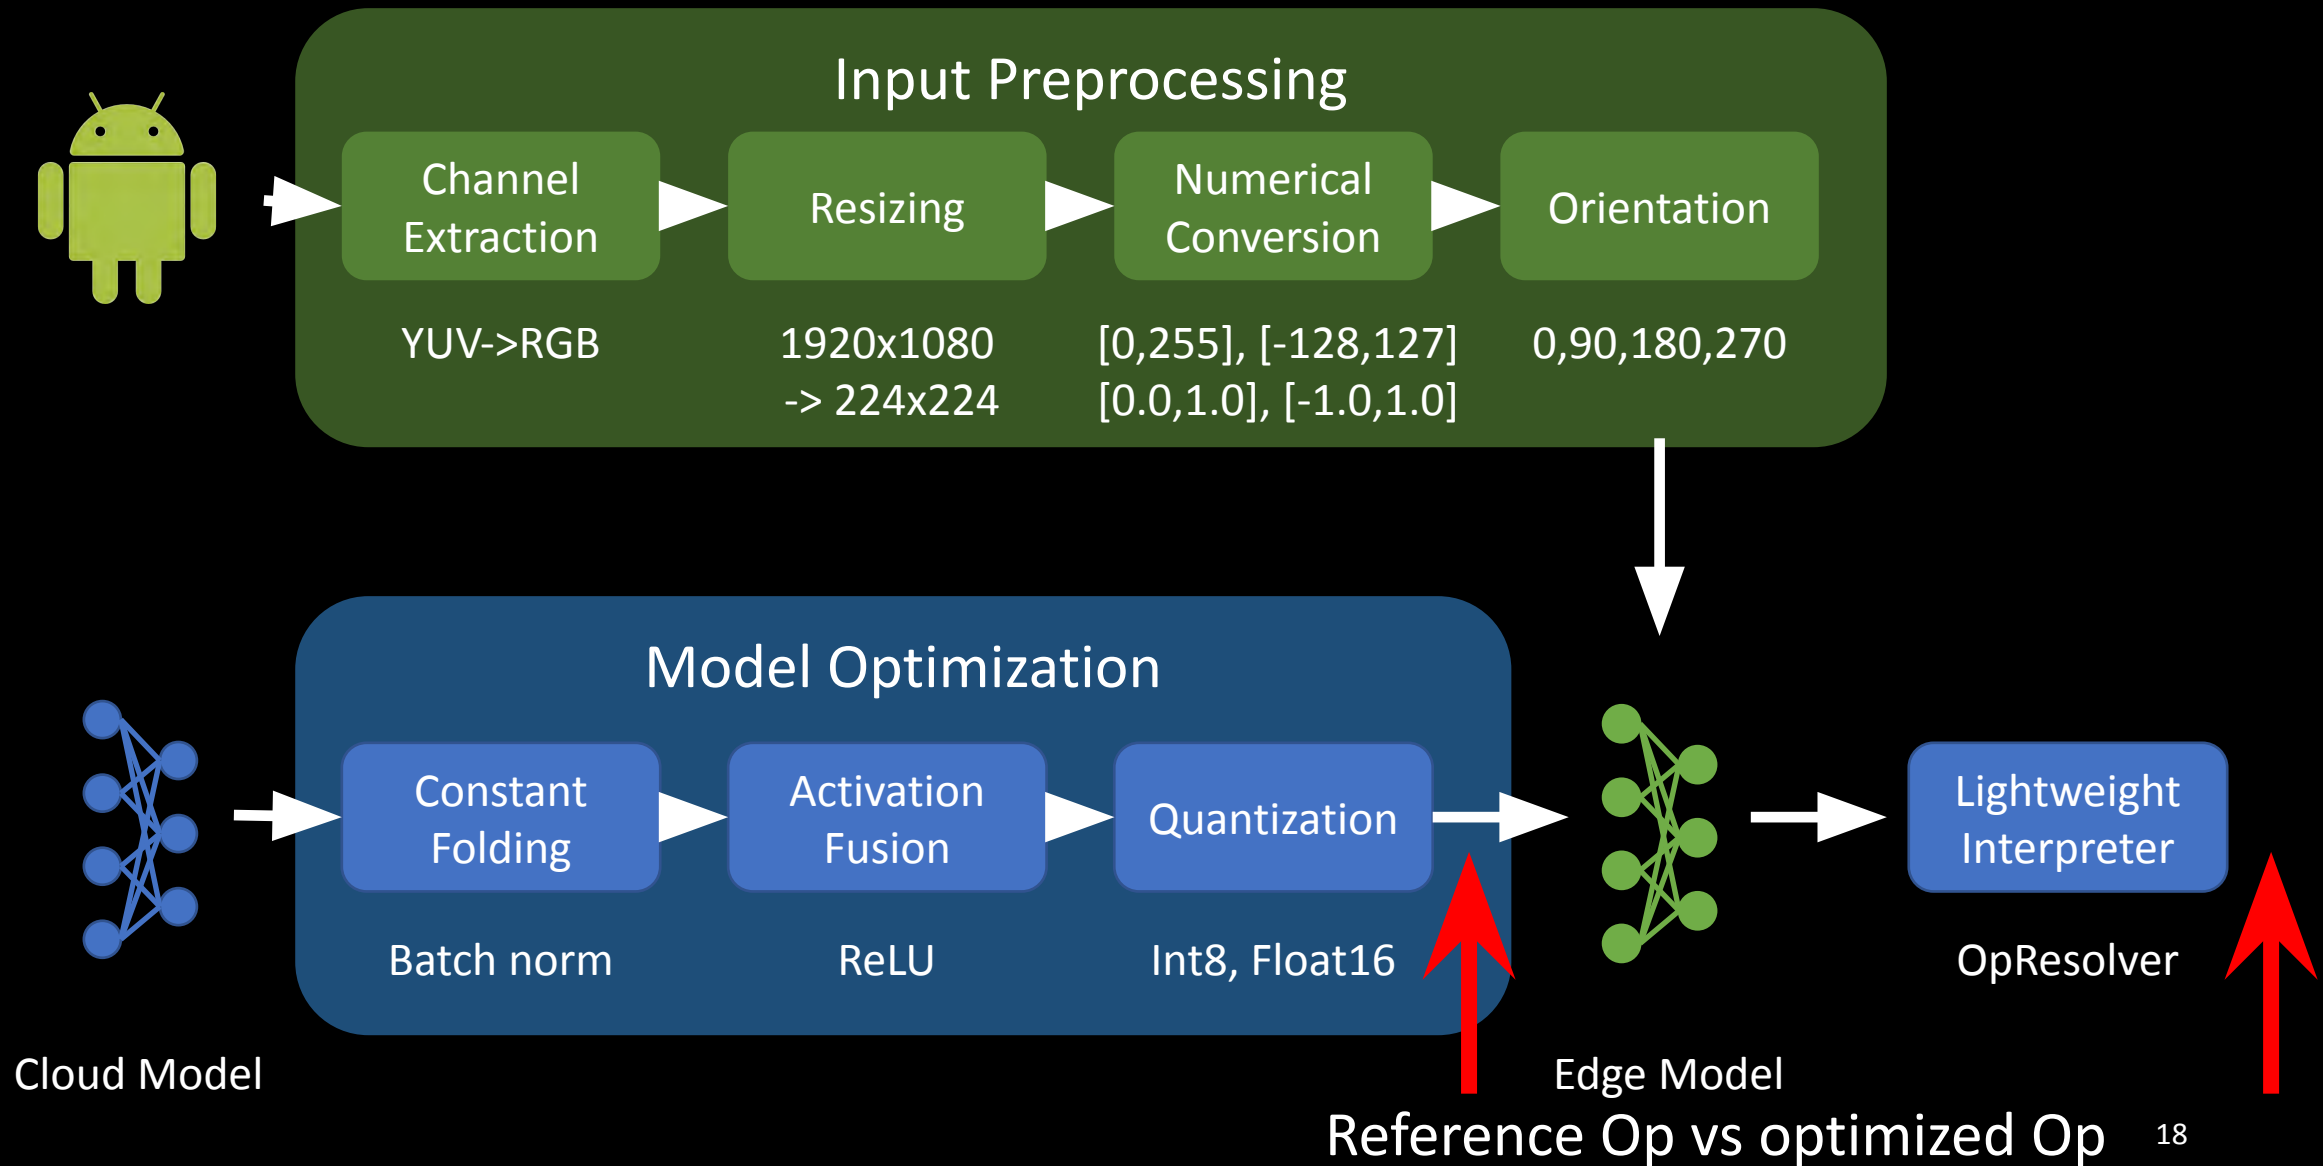 Input Preprocessing
Channel
Extraction
Resizing
Numerical
Conversion
Orientation
YUV->RGB
1920x1080
-> 224x224
[0,255], [-128,127]
[0.0,1.0], [-1.0,1.0]
0,90,180,270
Model Optimization
Constant
Folding
Activation
Fusion
Quantization
Lightweight
Interpreter
Batch norm
ReLU
Int8, Float16
OpResolver
Cloud Model
Edge Model
Reference Op vs optimized Op
18